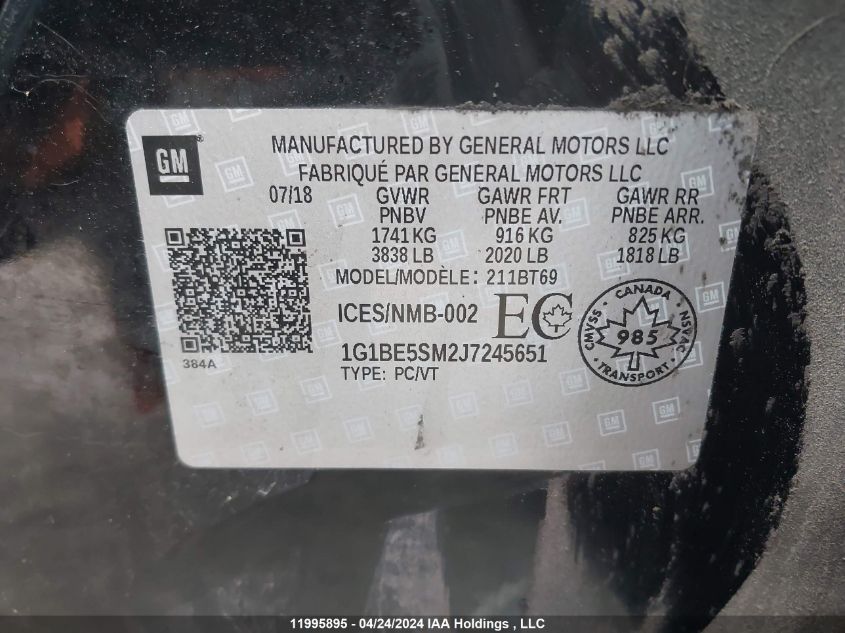 GM
MANUFACTURED BY GENERAL MOTORS LLC
FABRIQUÉ PAR GENERAL MOTORS LLC
07/18 GVWR GAWR FRT GAWR RR
PNBV PNBE AV. PNBE ARR.
1741 KG 916 KG 825 KG
3838 LB 2020 LB 1818 LB
MODEL/MODÈLE: 211BT69
ICES/NMB-002 EC
CANADA
CMVSS 985 NSVAC
TRANSPORT
384A
1G1BE5SM2J7245651
TYPE: PC/VT
11995895 - 04/24/2024 IAA Holdings , LLC